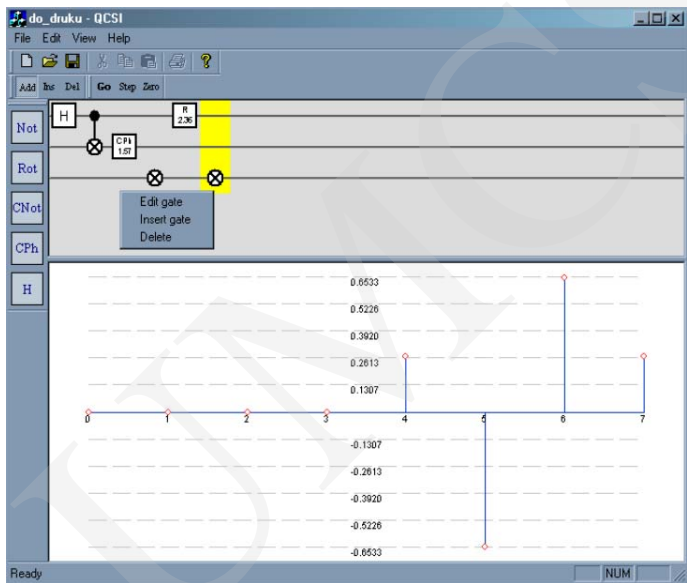 do_druku - QCSI
File Edit View Help
Add Ins Del Go Step Zero
Not
Rot
CNot
CPh
H
H
R
2.36
CPh
1.57
Edit gate
Insert gate
Delete
0.6533
0.5226
0.3920
0.2613
0.1307
0 1 2 3 4 5 6 7
-0.1307
-0.2613
-0.3920
-0.5226
-0.6533
Ready NUM
UMCS